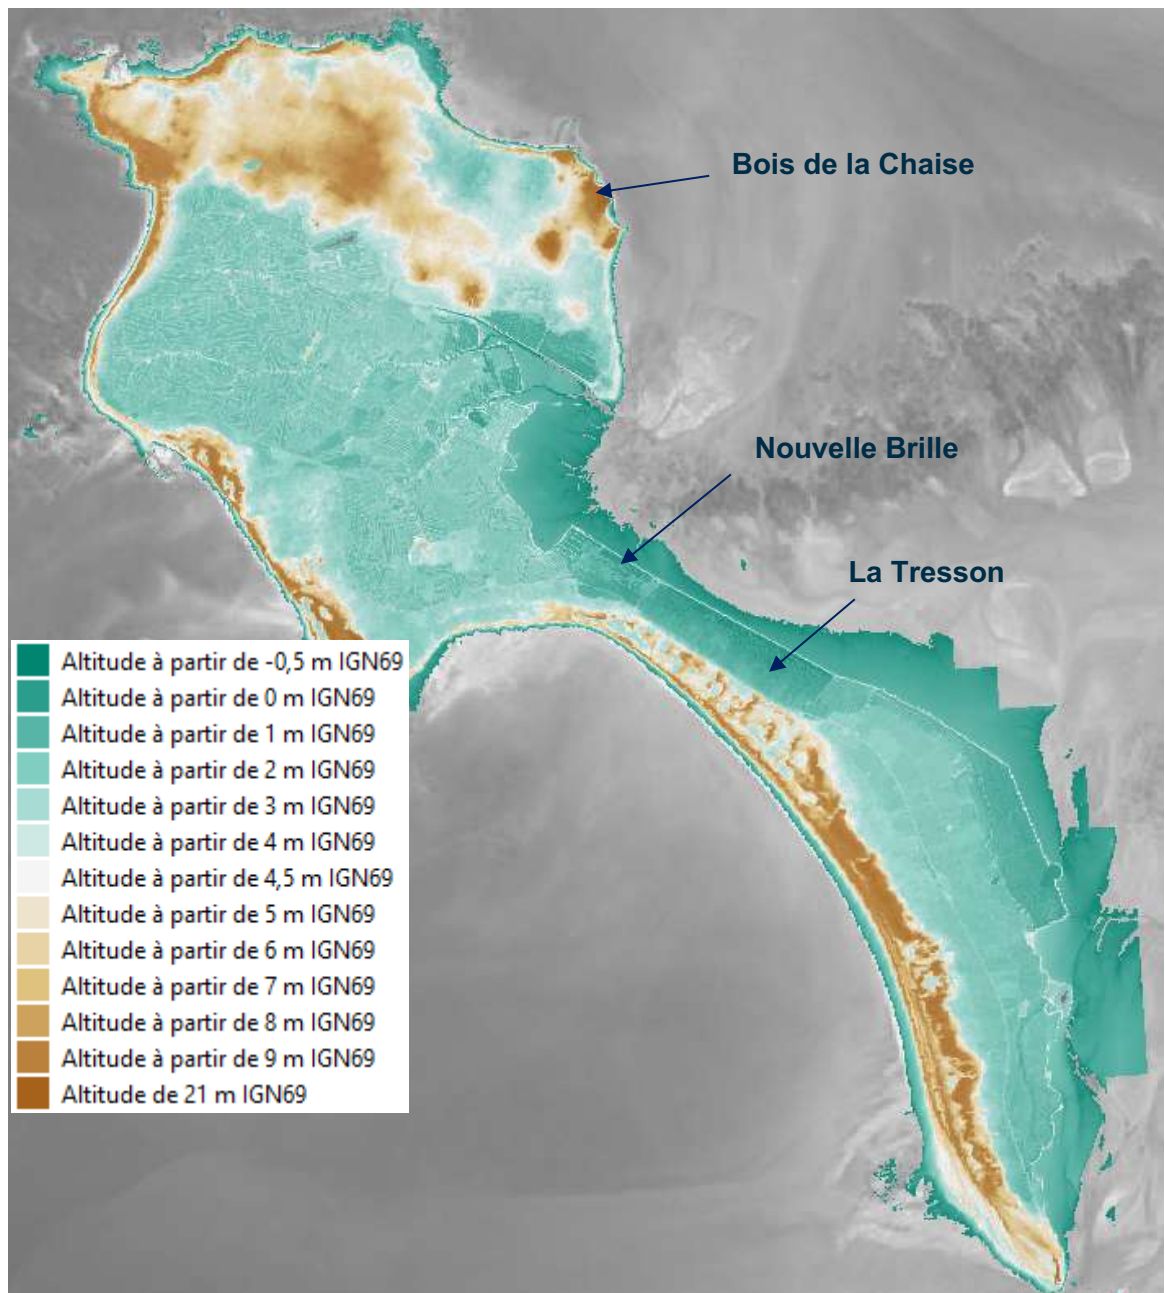 Bois de la Chaise
Nouvelle Brille
La Tresson
Altitude à partir de -0,5 m IGN69
Altitude à partir de 0 m IGN69
Altitude à partir de 1 m IGN69
Altitude à partir de 2 m IGN69
Altitude à partir de 3 m IGN69
Altitude à partir de 4 m IGN69
Altitude à partir de 4,5 m IGN69
Altitude à partir de 5 m IGN69
Altitude à partir de 6 m IGN69
Altitude à partir de 7 m IGN69
Altitude à partir de 8 m IGN69
Altitude à partir de 9 m IGN69
Altitude de 21 m IGN69